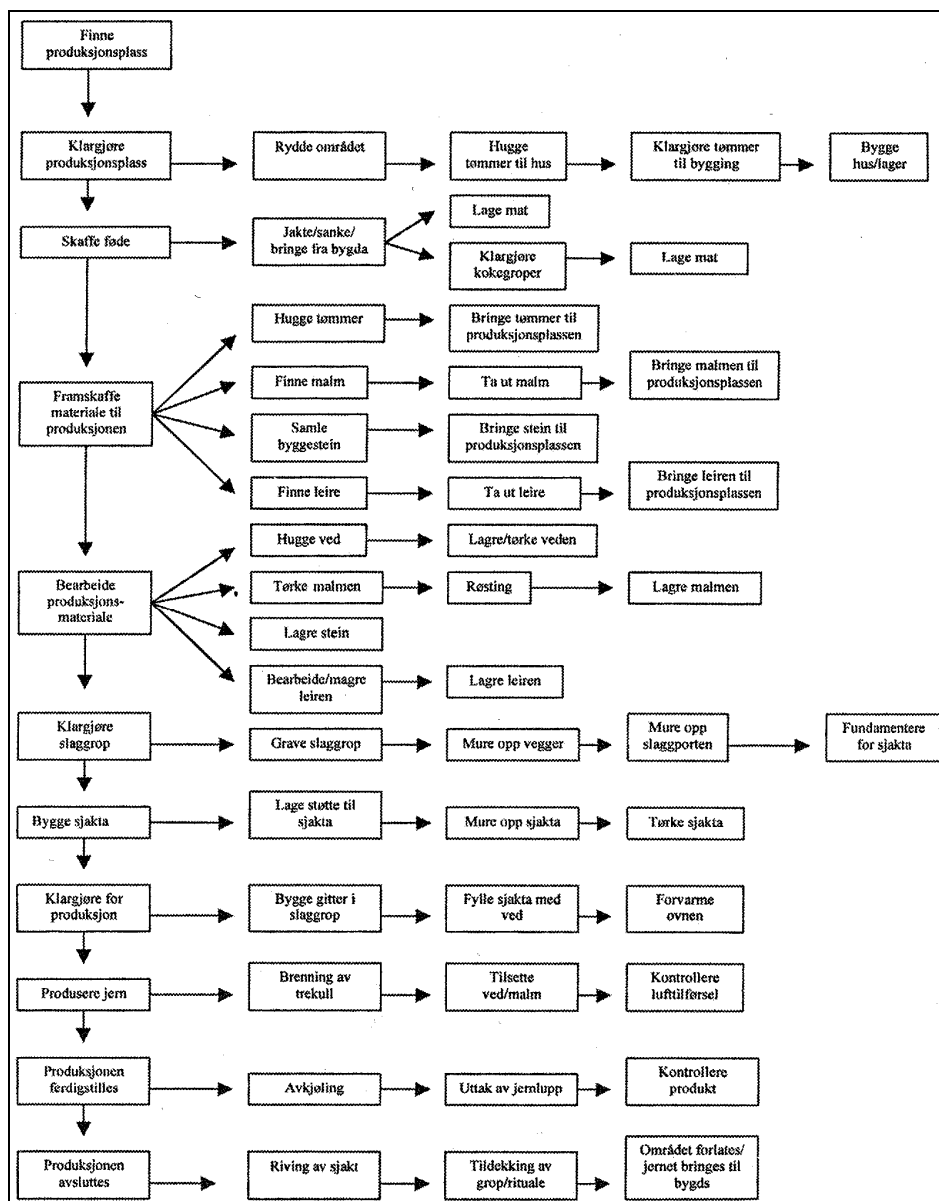 Finne
produksjonsplass
Klargjøre
produksjonsplass
Rydde området
Hugge
tømmer til hus
Klargjøre tømmer
til bygging
Bygge
hus/lager
Skaffe føde
Jakte/sanke/
bringe fra bygda
Lage mat
Klargjøre
kokegroper
Lage mat
Framskaffe
materiale til
produksjonen
Hugge tømmer
Bringe tømmer til
produksjonsplassen
Finne malm
Ta ut malm
Bringe malmen til
produksjonsplassen
Samle
byggestein
Bringe stein til
produksjonsplassen
Finne leire
Ta ut leire
Bringe leiren til
produksjonsplassen
Bearbeide
produksjons-
materiale
Hugge ved
Lagre/tørke veden
Tørke malmen
Røsting
Lagre malmen
Lagre stein
Bearbeide/magre
leiren
Lagre leiren
Klargjøre
slaggrop
Grave slaggrop
Mure opp vegger
Mure opp
slaggporten
Fundamentere
for sjakta
Bygge sjakta
Lage støtte til
sjakta
Mure opp sjakta
Tørke sjakta
Klargjøre for
produksjon
Bygge gitter i
slaggrop
Fylle sjakta med
ved
Forvarme
ovnen
Produsere jern
Brenning av
trekull
Tilsette
ved/malm
Kontrollere
lufttilførsel
Produksjonen
ferdigstilles
Avkjøling
Uttak av jernlupp
Kontrollere
produkt
Produksjonen
avsluttes
Riving av sjakt
Tildekking av
grop/rituale
Området forlates/
jernet bringes til
bygds